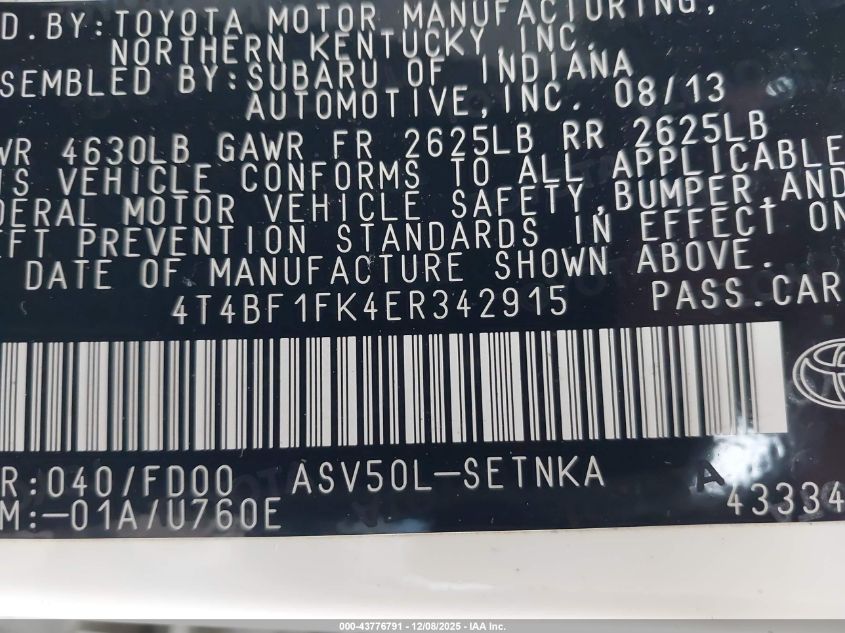 D.BY:TOYOTA MOTOR MANUFACTURING,
NORTHERN KENTUCKY, INC.
SEMBLED BY:SUBARU OF INDIANA
AUTOMOTIVE,INC. 08/13
WR 4630LB GAWR FR 2625LB RR 2625LB
IS VEHICLE CONFORMS TO ALL APPLICABLE
DERAL MOTOR VEHICLE SAFETY,BUMPER,AND
EFT PREVENTION STANDARDS IN EFFECT ON
DATE OF MANUFACTURE SHOWN ABOVE.
4T4BF1FK4ER342915 PASS.CAR
R:040/FD00 ASV50L-SETNKA A
M:-01A/U760E 43334
000-43776791 - 12/08/2025 - IAA Inc.